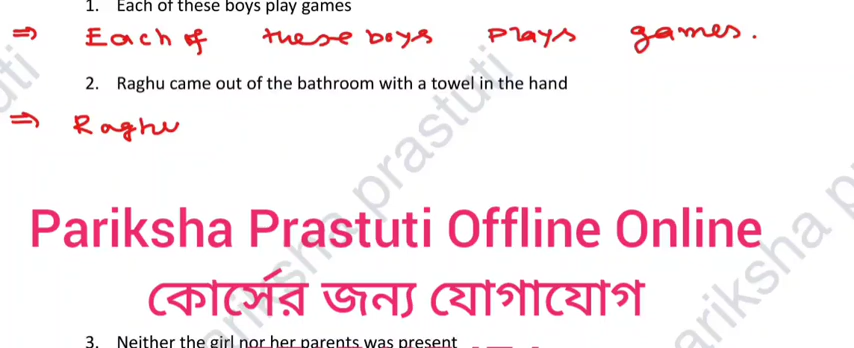 1. Each of these boys play games
⇒ Each of these boys plays games.
2. Raghu came out of the bathroom with a towel in the hand
⇒ Raghu
Pariksha Prastuti Offline Online
কোর্সের জন্য যোগাযোগ
3. Neither the girl nor her parents was present